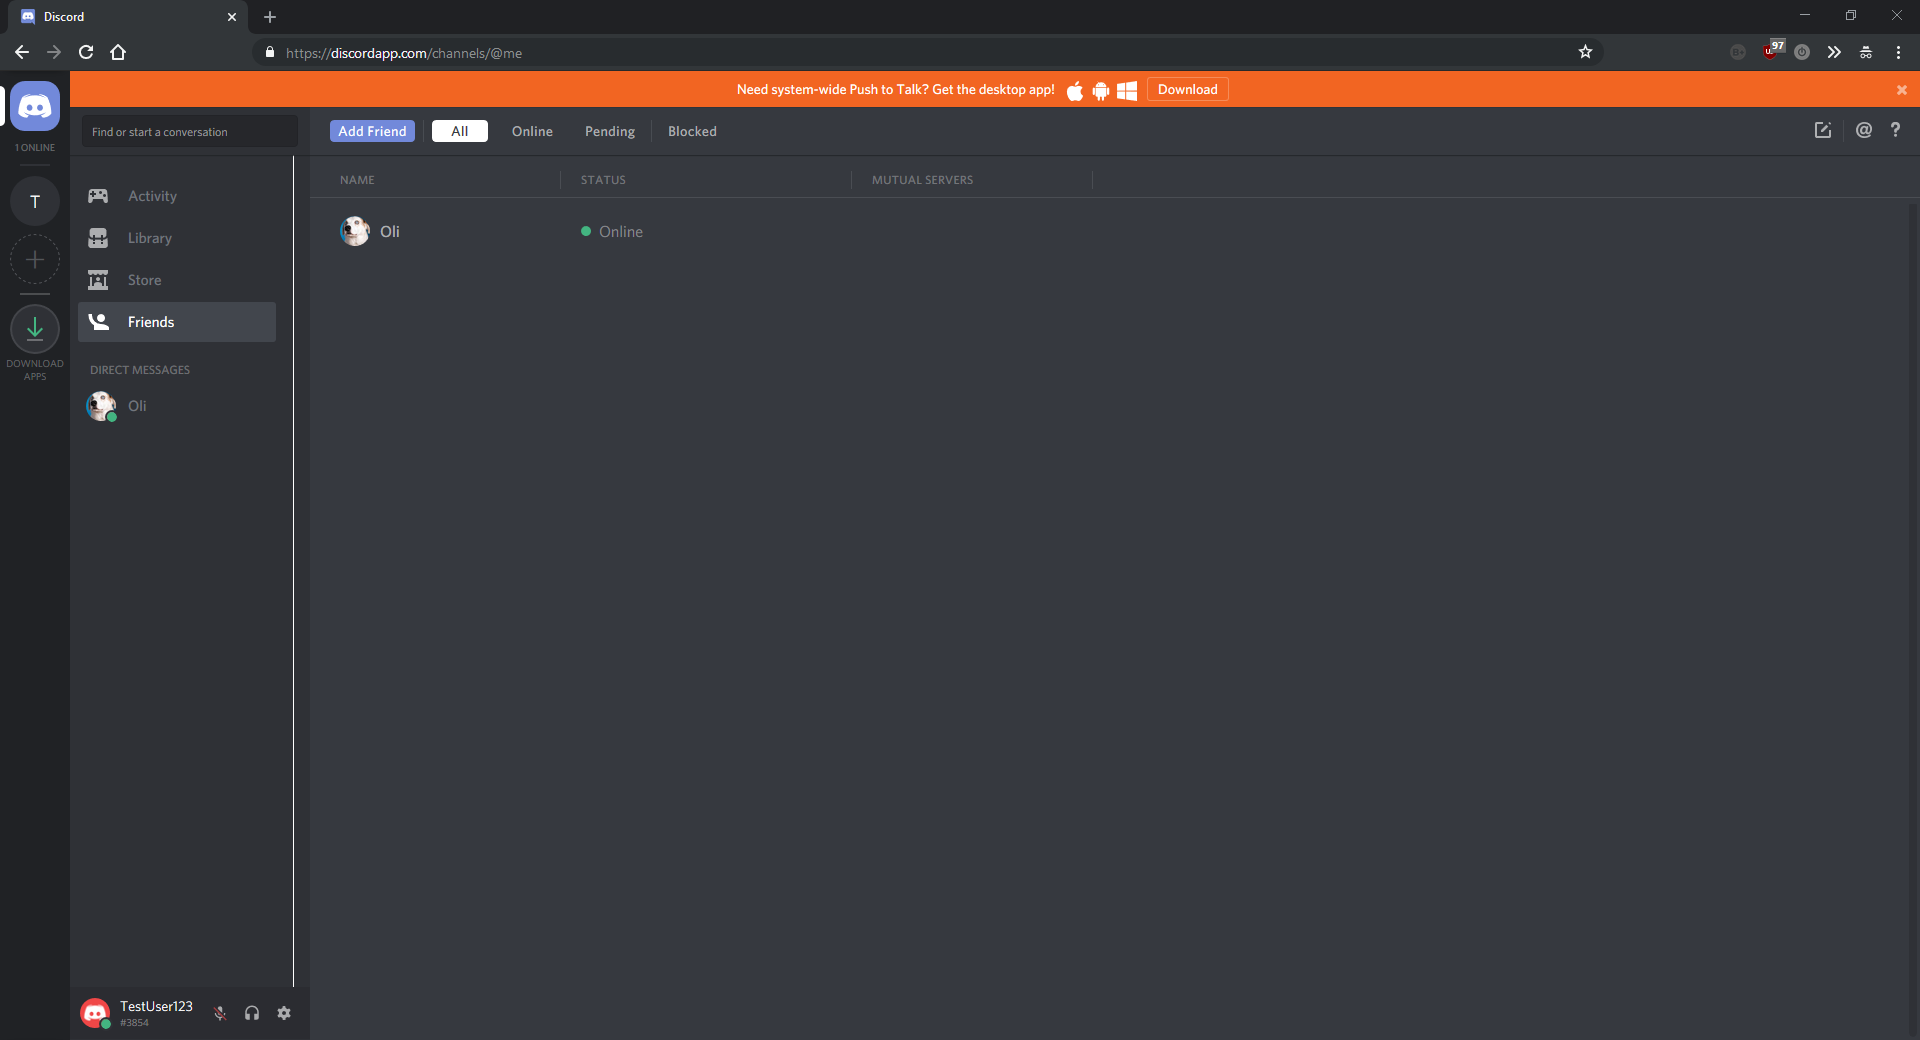 Discord
https://discordapp.com/channels/@me
97
Need system-wide Push to Talk? Get the desktop app!
Download
1 ONLINE
T
DOWNLOAD
APPS
Find or start a conversation
Activity
Library
Store
Friends
DIRECT MESSAGES
Oli
TestUser123
#3854
Add Friend
All
Online
Pending
Blocked
@
?
NAME
STATUS
MUTUAL SERVERS
Oli
Online